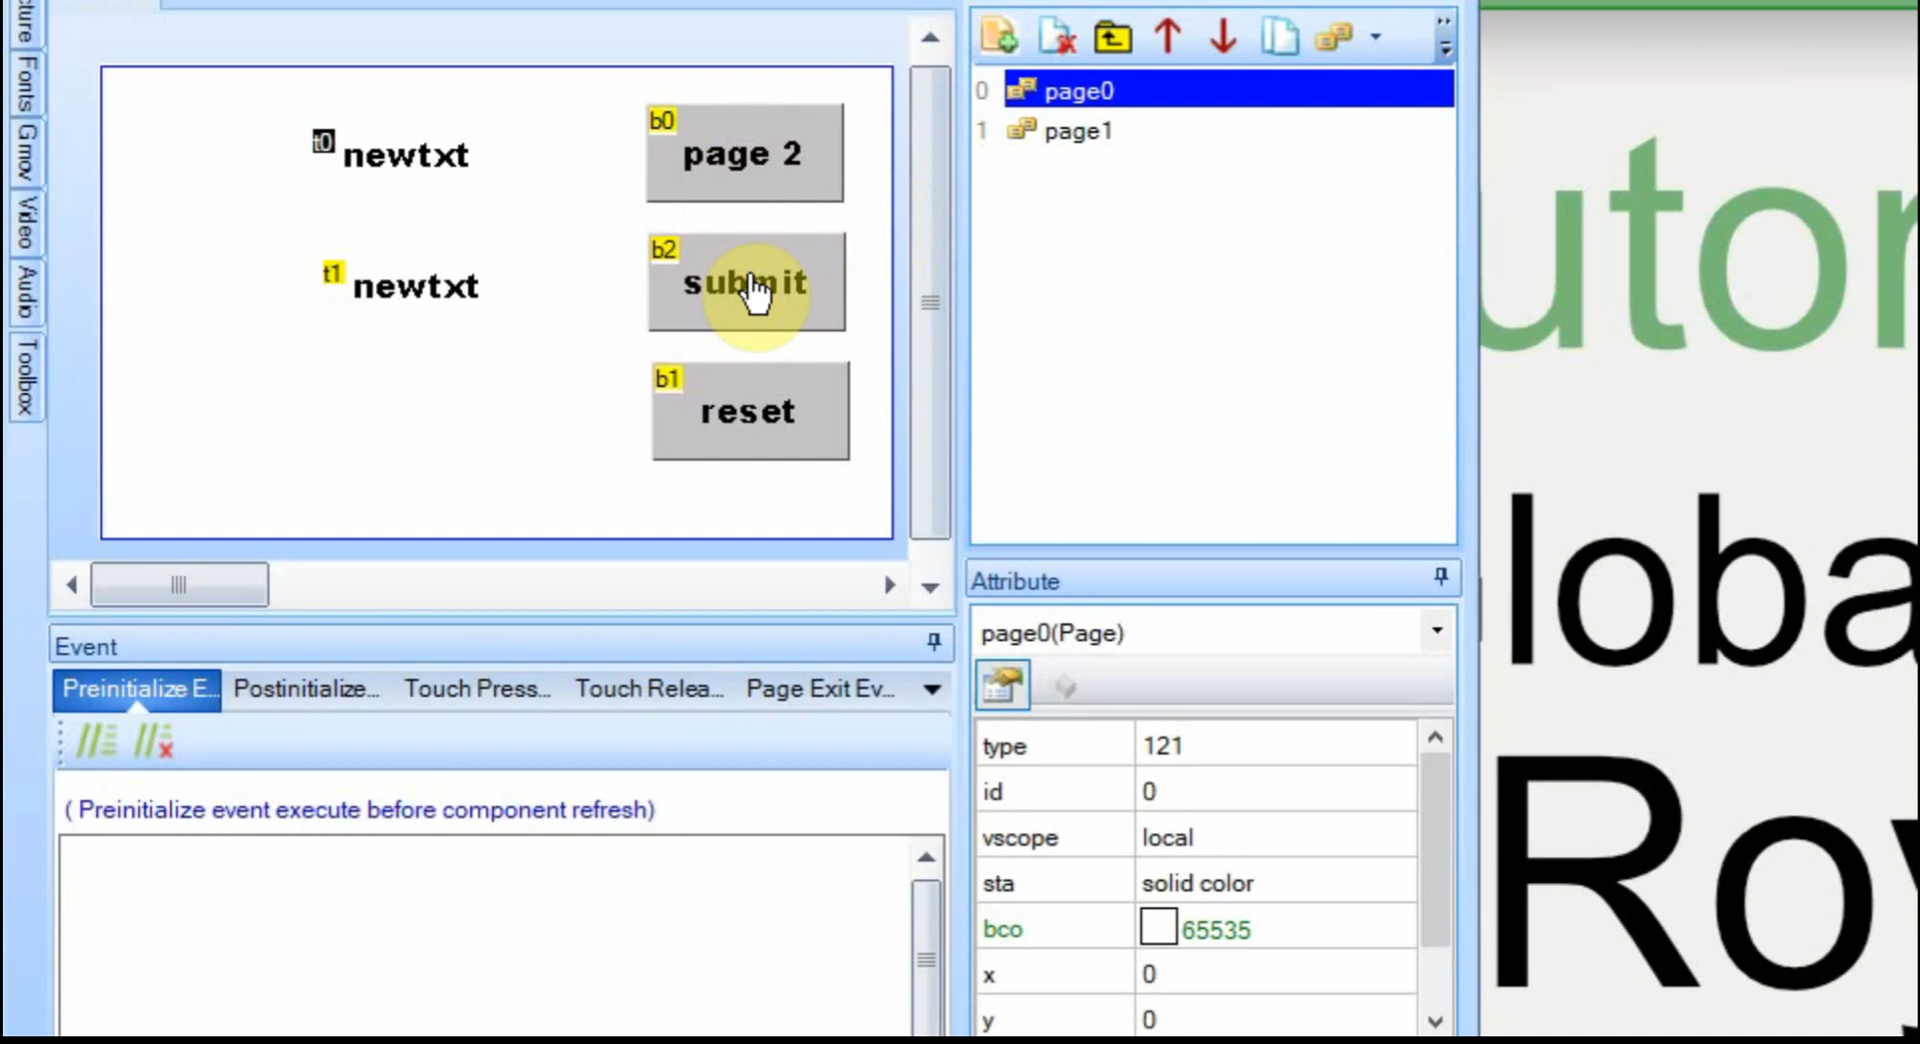 cture
Fonts
Gmov
Video
Audio
Toolbox
t0 newtxt
b0
page 2
t1 newtxt
b2
submit
b1
reset
0 page0
1 page1
utor
loba
Ro
Event
Preinitialize E...
Postinitialize...
Touch Press...
Touch Relea...
Page Exit Ev...
( Preinitialize event execute before component refresh)
Attribute
page0(Page)
type 121
id 0
vscope local
sta solid color
bco 65535
x 0
y 0